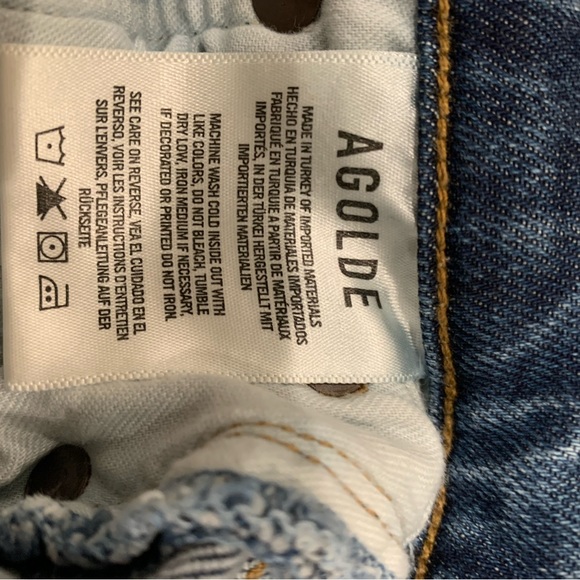 AGOLDE
MADE IN TURKEY OF IMPORTED MATERIALS
HECHO EN TURQUIA DE MATERIALES IMPORTADOS
FABRIQUÉ EN TURQUIE A PARTIR DE MATÉRIAUX
IMPORTÉS, IN DER TÜRKEI HERGESTELLT MIT
IMPORTIERTEN MATERIALIEN
MACHINE WASH COLD INSIDE OUT WITH
LIKE COLORS, DO NOT BLEACH, TUMBLE
DRY LOW, IRON MEDIUM IF NECESSARY,
IF DECORATED OR PRINTED DO NOT IRON.
SEE CARE ON REVERSE, VEA EL CUIDADO EN EL
REVERSO, VOIR LES INSTRUCTIONS D'ENTRETIEN
SUR L'ENVERS, PFLEGEANLEITUNG AUF DER
RÜCKSEITE